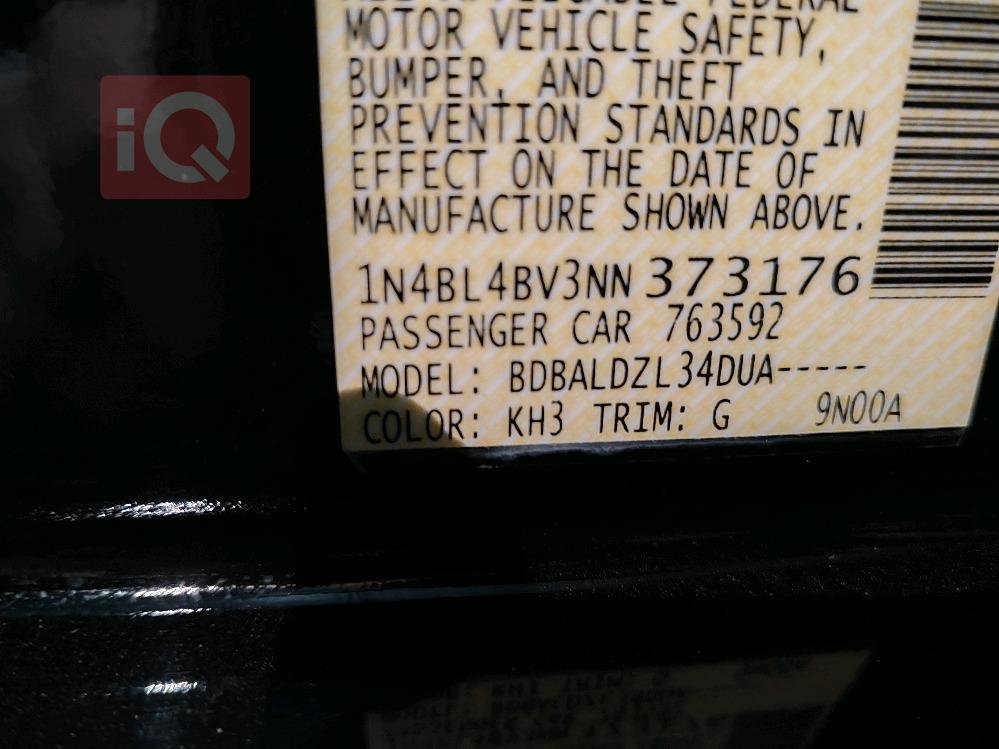 iQ
MOTOR VEHICLE SAFETY,
BUMPER, AND THEFT
PREVENTION STANDARDS IN
EFFECT ON THE DATE OF
MANUFACTURE SHOWN ABOVE.
1N4BL4BV3NN373176
PASSENGER CAR 763592
MODEL: BDBALDZL34DUA-----
COLOR: KH3 TRIM: G 9N00A